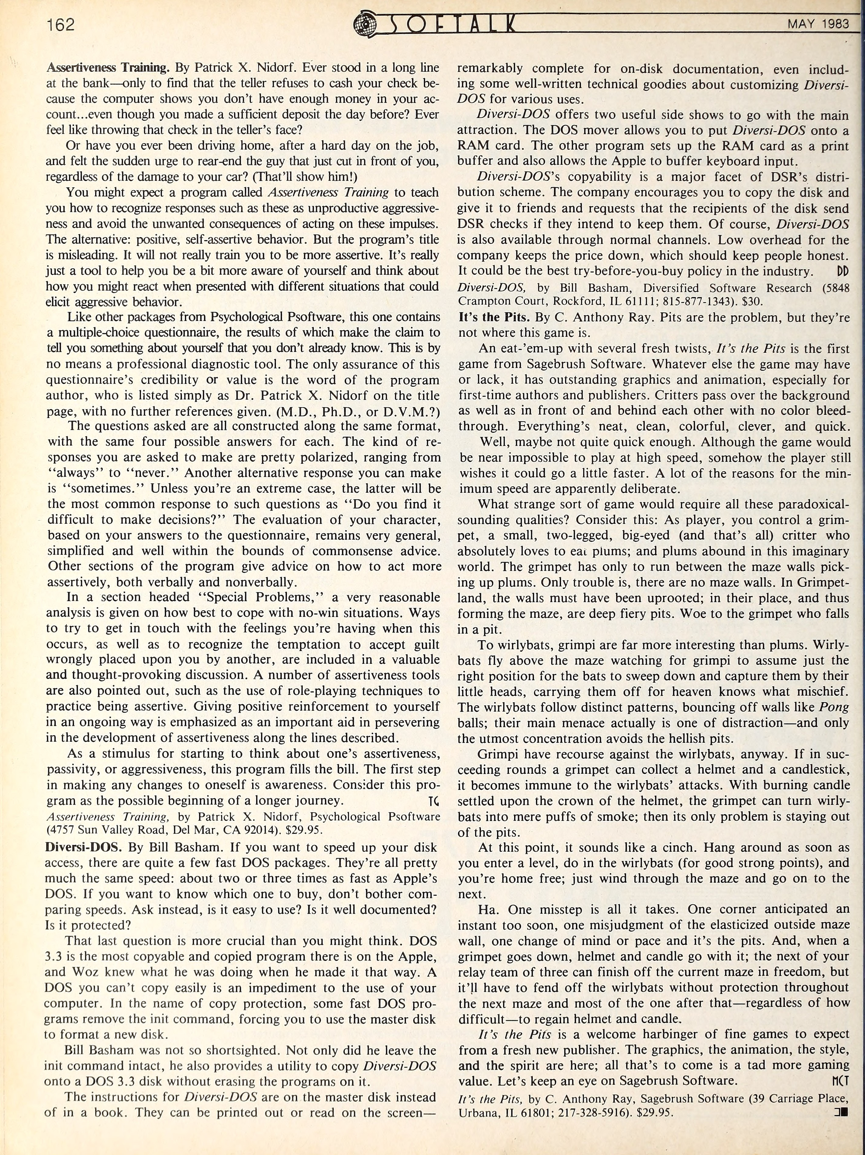 162
SOFTALK
MAY 1983
Assertiveness Training. By Patrick X. Nidorf. Ever stood in a long line
at the bank—only to find that the teller refuses to cash your check be-
cause the computer shows you don't have enough money in your ac-
count...even though you made a sufficient deposit the day before? Ever
feel like throwing that check in the teller's face?
Or have you ever been driving home, after a hard day on the job,
and felt the sudden urge to rear-end the guy that just cut in front of you,
regardless of the damage to your car? (That'll show him!)
You might expect a program called Assertiveness Training to teach
you how to recognize responses such as these as unproductive aggressive-
ness and avoid the unwanted consequences of acting on these impulses.
The alternative: positive, self-assertive behavior. But the program's title
is misleading. It will not really train you to be more assertive. It's really
just a tool to help you be a bit more aware of yourself and think about
how you might react when presented with different situations that could
elicit aggressive behavior.
Like other packages from Psychological Psoftware, this one contains
a multiple-choice questionnaire, the results of which make the claim to
tell you something about yourself that you don't already know. This is by
no means a professional diagnostic tool. The only assurance of this
questionnaire's credibility or value is the word of the program
author, who is listed simply as Dr. Patrick X. Nidorf on the title
page, with no further references given. (M.D., Ph.D., or D.V.M.?)
The questions asked are all constructed along the same format,
with the same four possible answers for each. The kind of re-
sponses you are asked to make are pretty polarized, ranging from
"always" to "never." Another alternative response you can make
is "sometimes." Unless you're an extreme case, the latter will be
the most common response to such questions as "Do you find it
difficult to make decisions?" The evaluation of your character,
based on your answers to the questionnaire, remains very general,
simplified and well within the bounds of commonsense advice.
Other sections of the program give advice on how to act more
assertively, both verbally and nonverbally.
In a section headed "Special Problems," a very reasonable
analysis is given on how best to cope with no-win situations. Ways
to try to get in touch with the feelings you're having when this
occurs, as well as to recognize the temptation to accept guilt
wrongly placed upon you by another, are included in a valuable
and thought-provoking discussion. A number of assertiveness tools
are also pointed out, such as the use of role-playing techniques to
practice being assertive. Giving positive reinforcement to yourself
in an ongoing way is emphasized as an important aid in persevering
in the development of assertiveness along the lines described.
As a stimulus for starting to think about one's assertiveness,
passivity, or aggressiveness, this program fills the bill. The first step
in making any changes to oneself is awareness. Consider this pro-
gram as the possible beginning of a longer journey. TG
Assertiveness Training, by Patrick X. Nidorf, Psychological Psoftware
(4757 Sun Valley Road, Del Mar, CA 92014). $29.95.
Diversi-DOS. By Bill Basham. If you want to speed up your disk
access, there are quite a few fast DOS packages. They're all pretty
much the same speed: about two or three times as fast as Apple's
DOS. If you want to know which one to buy, don't bother com-
paring speeds. Ask instead, is it easy to use? Is it well documented?
Is it protected?
That last question is more crucial than you might think. DOS
3.3 is the most copyable and copied program there is on the Apple,
and Woz knew what he was doing when he made it that way. A
DOS you can't copy easily is an impediment to the use of your
computer. In the name of copy protection, some fast DOS pro-
grams remove the init command, forcing you to use the master disk
to format a new disk.
Bill Basham was not so shortsighted. Not only did he leave the
init command intact, he also provides a utility to copy Diversi-DOS
onto a DOS 3.3 disk without erasing the programs on it.
The instructions for Diversi-DOS are on the master disk instead
of in a book. They can be printed out or read on the screen—
remarkably complete for on-disk documentation, even includ-
ing some well-written technical goodies about customizing Diversi-
DOS for various uses.
Diversi-DOS offers two useful side shows to go with the main
attraction. The DOS mover allows you to put Diversi-DOS onto a
RAM card. The other program sets up the RAM card as a print
buffer and also allows the Apple to buffer keyboard input.
Diversi-DOS's copyability is a major facet of DSR's distri-
bution scheme. The company encourages you to copy the disk and
give it to friends and requests that the recipients of the disk send
DSR checks if they intend to keep them. Of course, Diversi-DOS
is also available through normal channels. Low overhead for the
company keeps the price down, which should keep people honest.
It could be the best try-before-you-buy policy in the industry. DD
Diversi-DOS, by Bill Basham, Diversified Software Research (5848
Crampton Court, Rockford, IL 61111; 815-877-1343). $30.
It's the Pits. By C. Anthony Ray. Pits are the problem, but they're
not where this game is.
An eat-'em-up with several fresh twists, It's the Pits is the first
game from Sagebrush Software. Whatever else the game may have
or lack, it has outstanding graphics and animation, especially for
first-time authors and publishers. Critters pass over the background
as well as in front of and behind each other with no color bleed-
through. Everything's neat, clean, colorful, clever, and quick.
Well, maybe not quite quick enough. Although the game would
be near impossible to play at high speed, somehow the player still
wishes it could go a little faster. A lot of the reasons for the min-
imum speed are apparently deliberate.
What strange sort of game would require all these paradoxical-
sounding qualities? Consider this: As player, you control a grim-
pet, a small, two-legged, big-eyed (and that's all) critter who
absolutely loves to eat plums; and plums abound in this imaginary
world. The grimpet has only to run between the maze walls pick-
ing up plums. Only trouble is, there are no maze walls. In Grimpet-
land, the walls must have been uprooted; in their place, and thus
forming the maze, are deep fiery pits. Woe to the grimpet who falls
in a pit.
To wirlybats, grimpi are far more interesting than plums. Wirly-
bats fly above the maze watching for grimpi to assume just the
right position for the bats to sweep down and capture them by their
little heads, carrying them off for heaven knows what mischief.
The wirlybats follow distinct patterns, bouncing off walls like Pong
balls; their main menace actually is one of distraction—and only
the utmost concentration avoids the hellish pits.
Grimpi have recourse against the wirlybats, anyway. If in suc-
ceeding rounds a grimpet can collect a helmet and a candlestick,
it becomes immune to the wirlybats' attacks. With burning candle
settled upon the crown of the helmet, the grimpet can turn wirly-
bats into mere puffs of smoke; then its only problem is staying out
of the pits.
At this point, it sounds like a cinch. Hang around as soon as
you enter a level, do in the wirlybats (for good strong points), and
you're home free; just wind through the maze and go on to the
next.
Ha. One misstep is all it takes. One corner anticipated an
instant too soon, one misjudgment of the elasticized outside maze
wall, one change of mind or pace and it's the pits. And, when a
grimpet goes down, helmet and candle go with it; the next of your
relay team of three can finish off the current maze in freedom, but
it'll have to fend off the wirlybats without protection throughout
the next maze and most of the one after that—regardless of how
difficult—to regain helmet and candle.
It's the Pits is a welcome harbinger of fine games to expect
from a fresh new publisher. The graphics, the animation, the style,
and the spirit are here; all that's to come is a tad more gaming
value. Let's keep an eye on Sagebrush Software. MCT
It's the Pits, by C. Anthony Ray, Sagebrush Software (39 Carriage Place,
Urbana, IL 61801; 217-328-5916). $29.95.